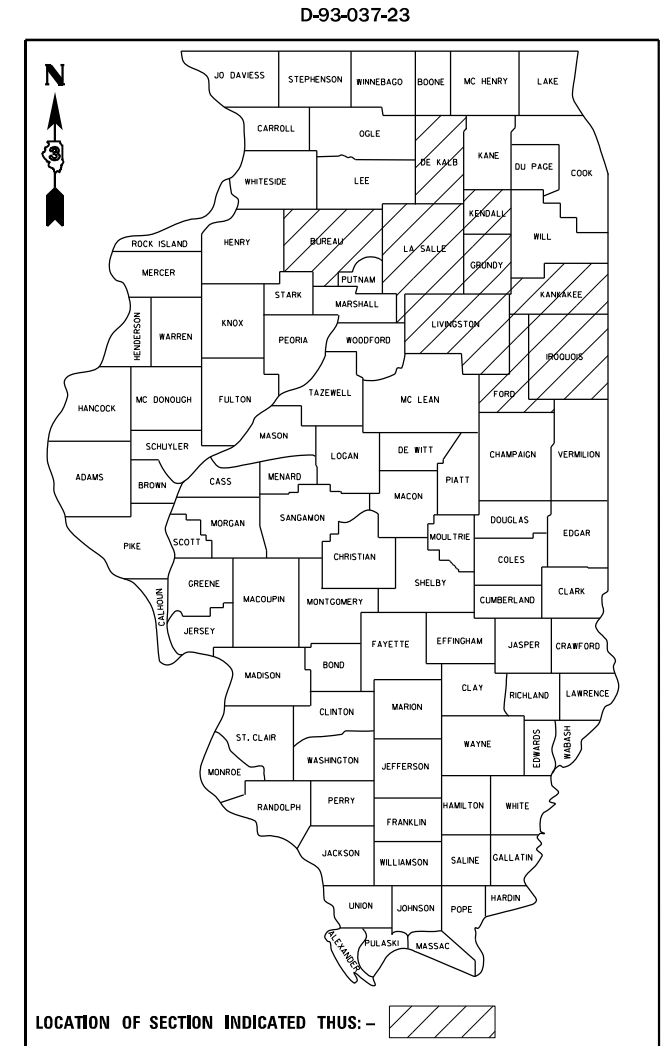 D-93-037-23
N
3
JO DAVIESS
STEPHENSON
WINNEBAGO
BOONE
MC HENRY
LAKE
CARROLL
OGLE
DE KALB
KANE
DU PAGE
COOK
WHITESIDE
LEE
KENDALL
ROCK ISLAND
HENRY
BUREAU
LA SALLE
WILL
MERCER
PUTNAM
GRUNDY
STARK
MARSHALL
KANKAKEE
HENDERSON
WARREN
KNOX
PEORIA
WOODFORD
LIVINGSTON
IROQUOIS
HANCOCK
MC DONOUGH
FULTON
TAZEWELL
MC LEAN
FORD
SCHUYLER
MASON
LOGAN
DE WITT
CHAMPAIGN
VERMILION
ADAMS
BROWN
CASS
MENARD
MACON
PIATT
PIKE
SCOTT
MORGAN
SANGAMON
CHRISTIAN
MOULTRIE
DOUGLAS
EDGAR
COLES
CALHOUN
GREENE
MACOUPIN
MONTGOMERY
SHELBY
CUMBERLAND
CLARK
JERSEY
FAYETTE
EFFINGHAM
JASPER
CRAWFORD
MADISON
BOND
CLAY
RICHLAND
LAWRENCE
CLINTON
MARION
ST. CLAIR
WAYNE
EDWARDS
WABASH
MONROE
WASHINGTON
JEFFERSON
RANDOLPH
PERRY
HAMILTON
WHITE
FRANKLIN
JACKSON
WILLIAMSON
SALINE
GALLATIN
UNION
JOHNSON
POPE
HARDIN
ALEXANDER
PULASKI
MASSAC
LOCATION OF SECTION INDICATED THUS: -